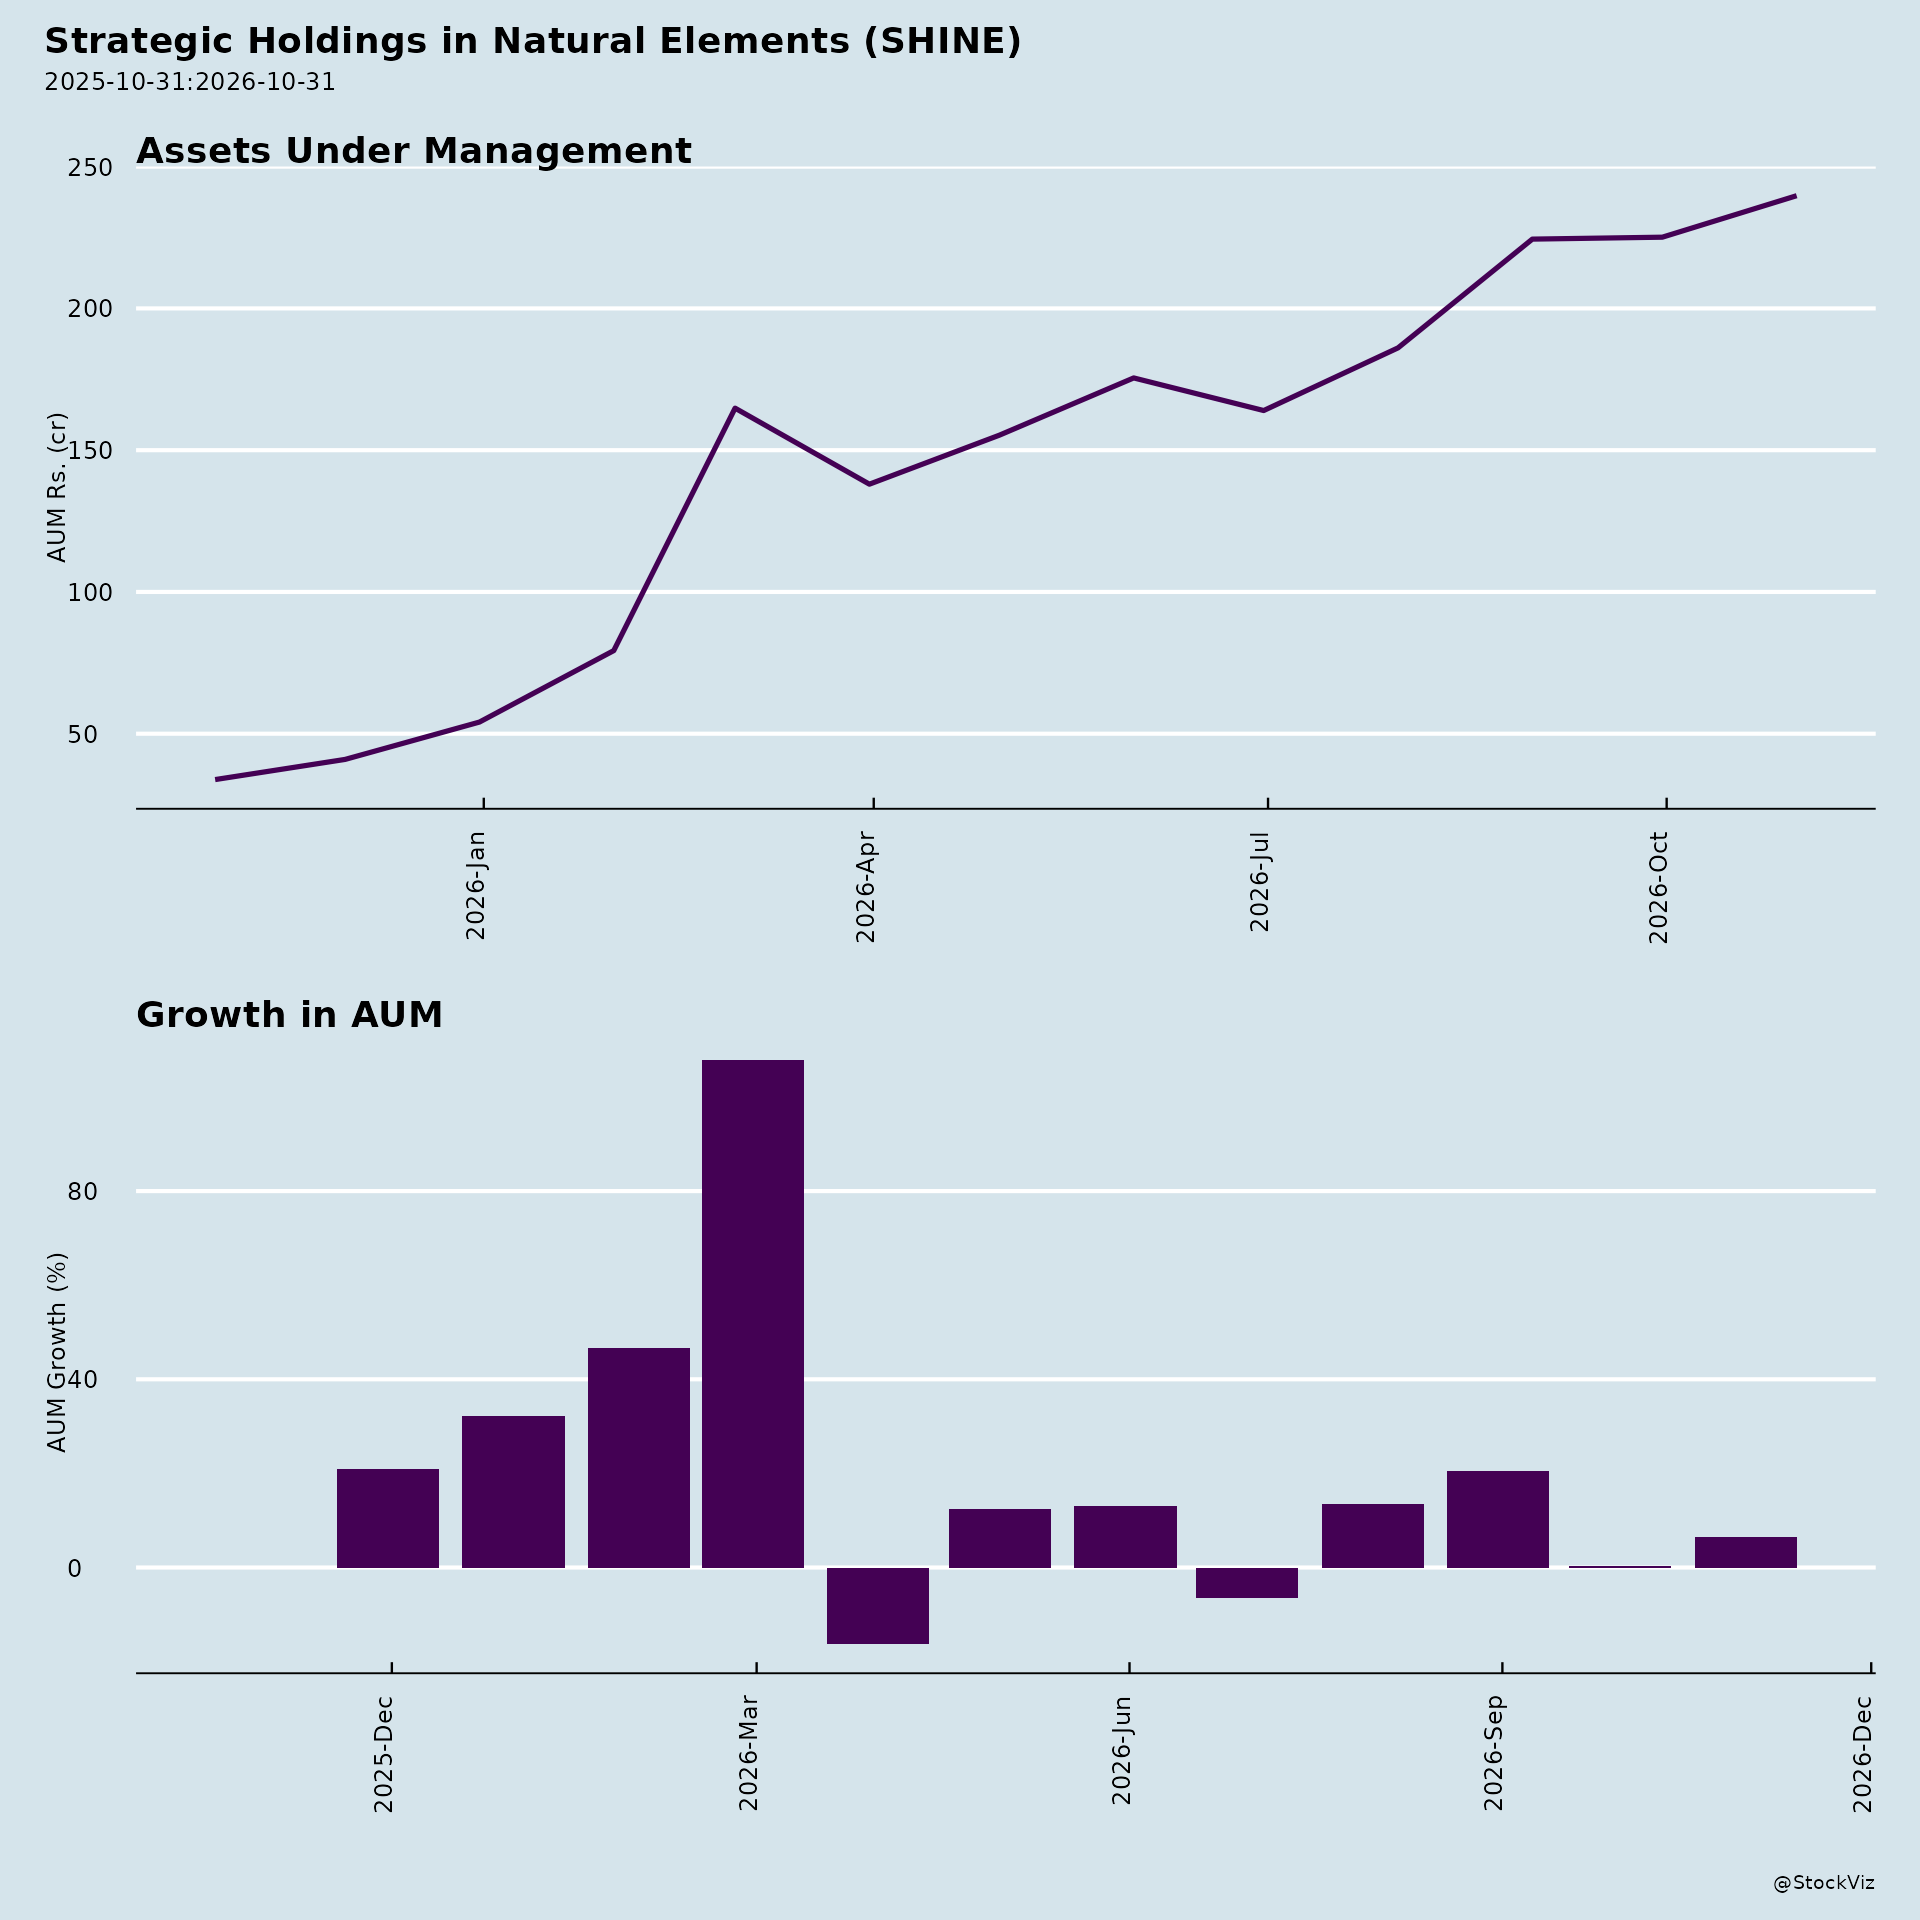 Strategic Holdings in Natural Elements (SHINE)
2025-10-31:2026-10-31
Assets Under Management
AUM Rs. (cr)
250
200
150
100
50
2026-Jan
2026-Apr
2026-Jul
2026-Oct
Growth in AUM
AUM Growth (%)
80
40
0
2025-Dec
2026-Mar
2026-Jun
2026-Sep
2026-Dec
@StockViz